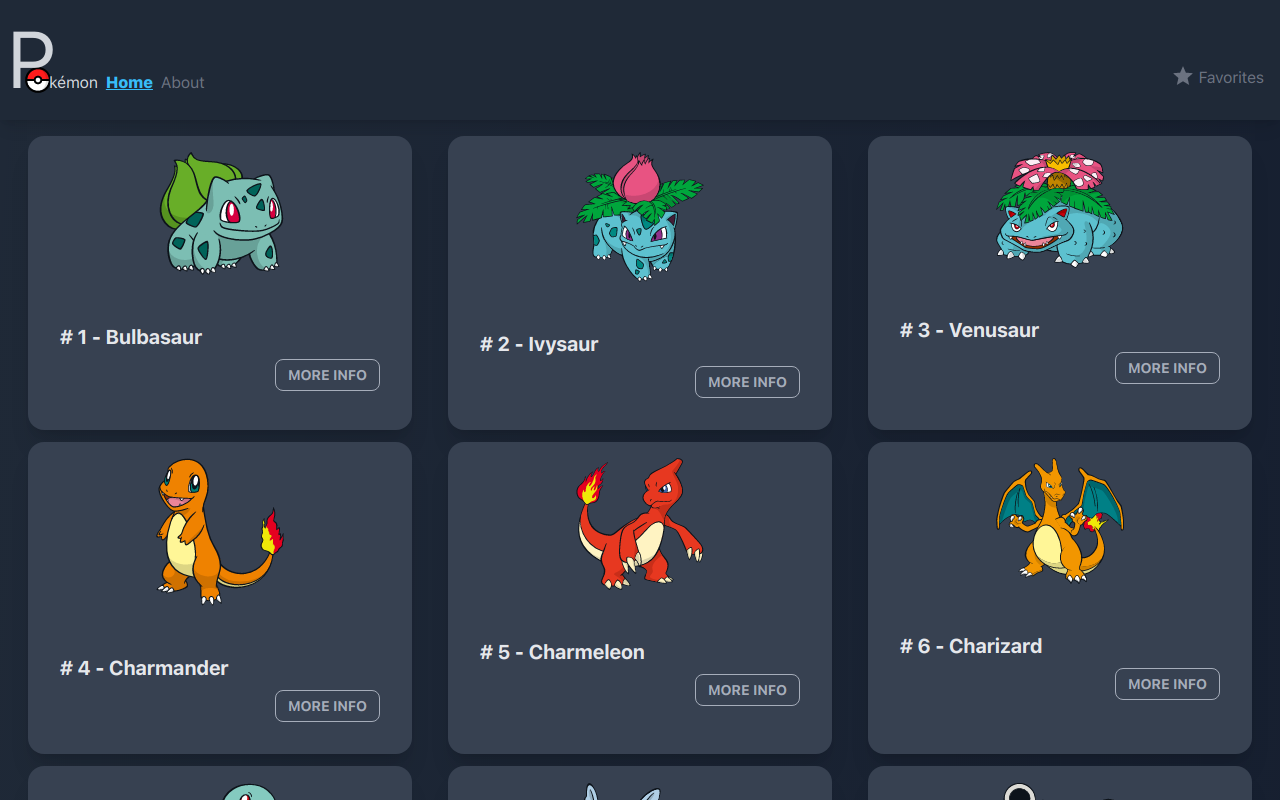 Pokémon Home About
Favorites
# 1 - Bulbasaur
MORE INFO
# 2 - Ivysaur
MORE INFO
# 3 - Venusaur
MORE INFO
# 4 - Charmander
MORE INFO
# 5 - Charmeleon
MORE INFO
# 6 - Charizard
MORE INFO